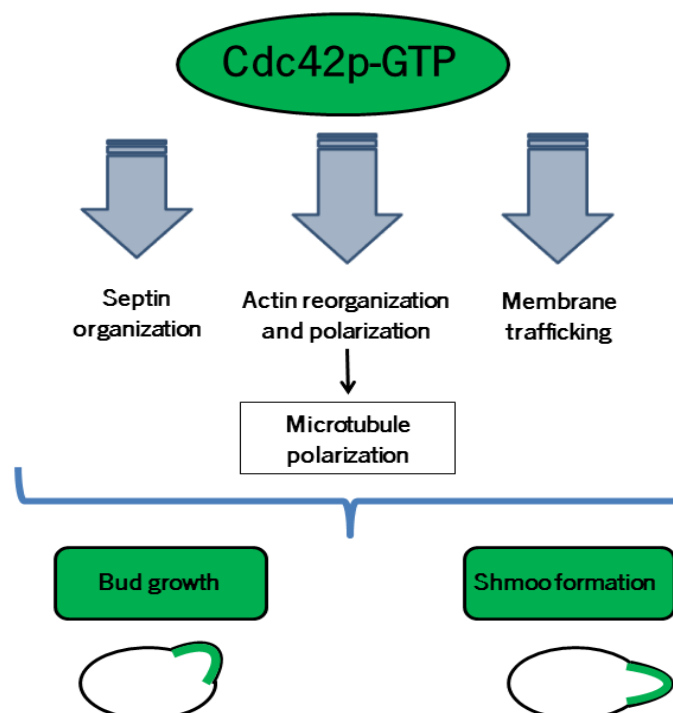 Cdc42p-GTP
Septin
organization
Actin reorganization
and polarization
Membrane
trafficking
Microtubule
polarization
Bud growth
Shmoo formation